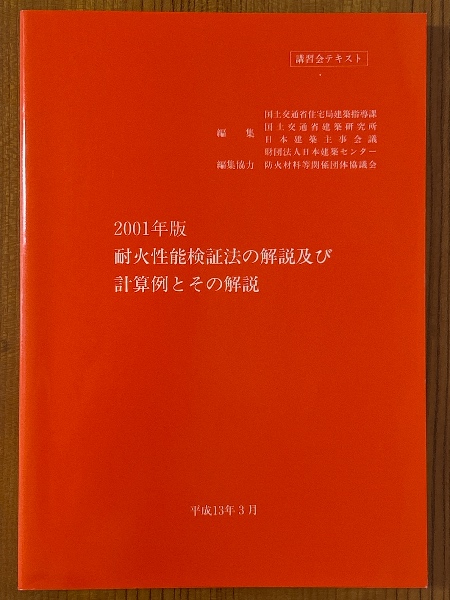 講習会テキスト
国土交通省住宅局建築指導課
編集 国土交通省建築研究所
日本建築主事会議
財団法人日本建築センター
編集協力 防火材料等関係団体協議会
2001年版
耐火性能検証法の解説及び
計算例とその解説
平成13年3月